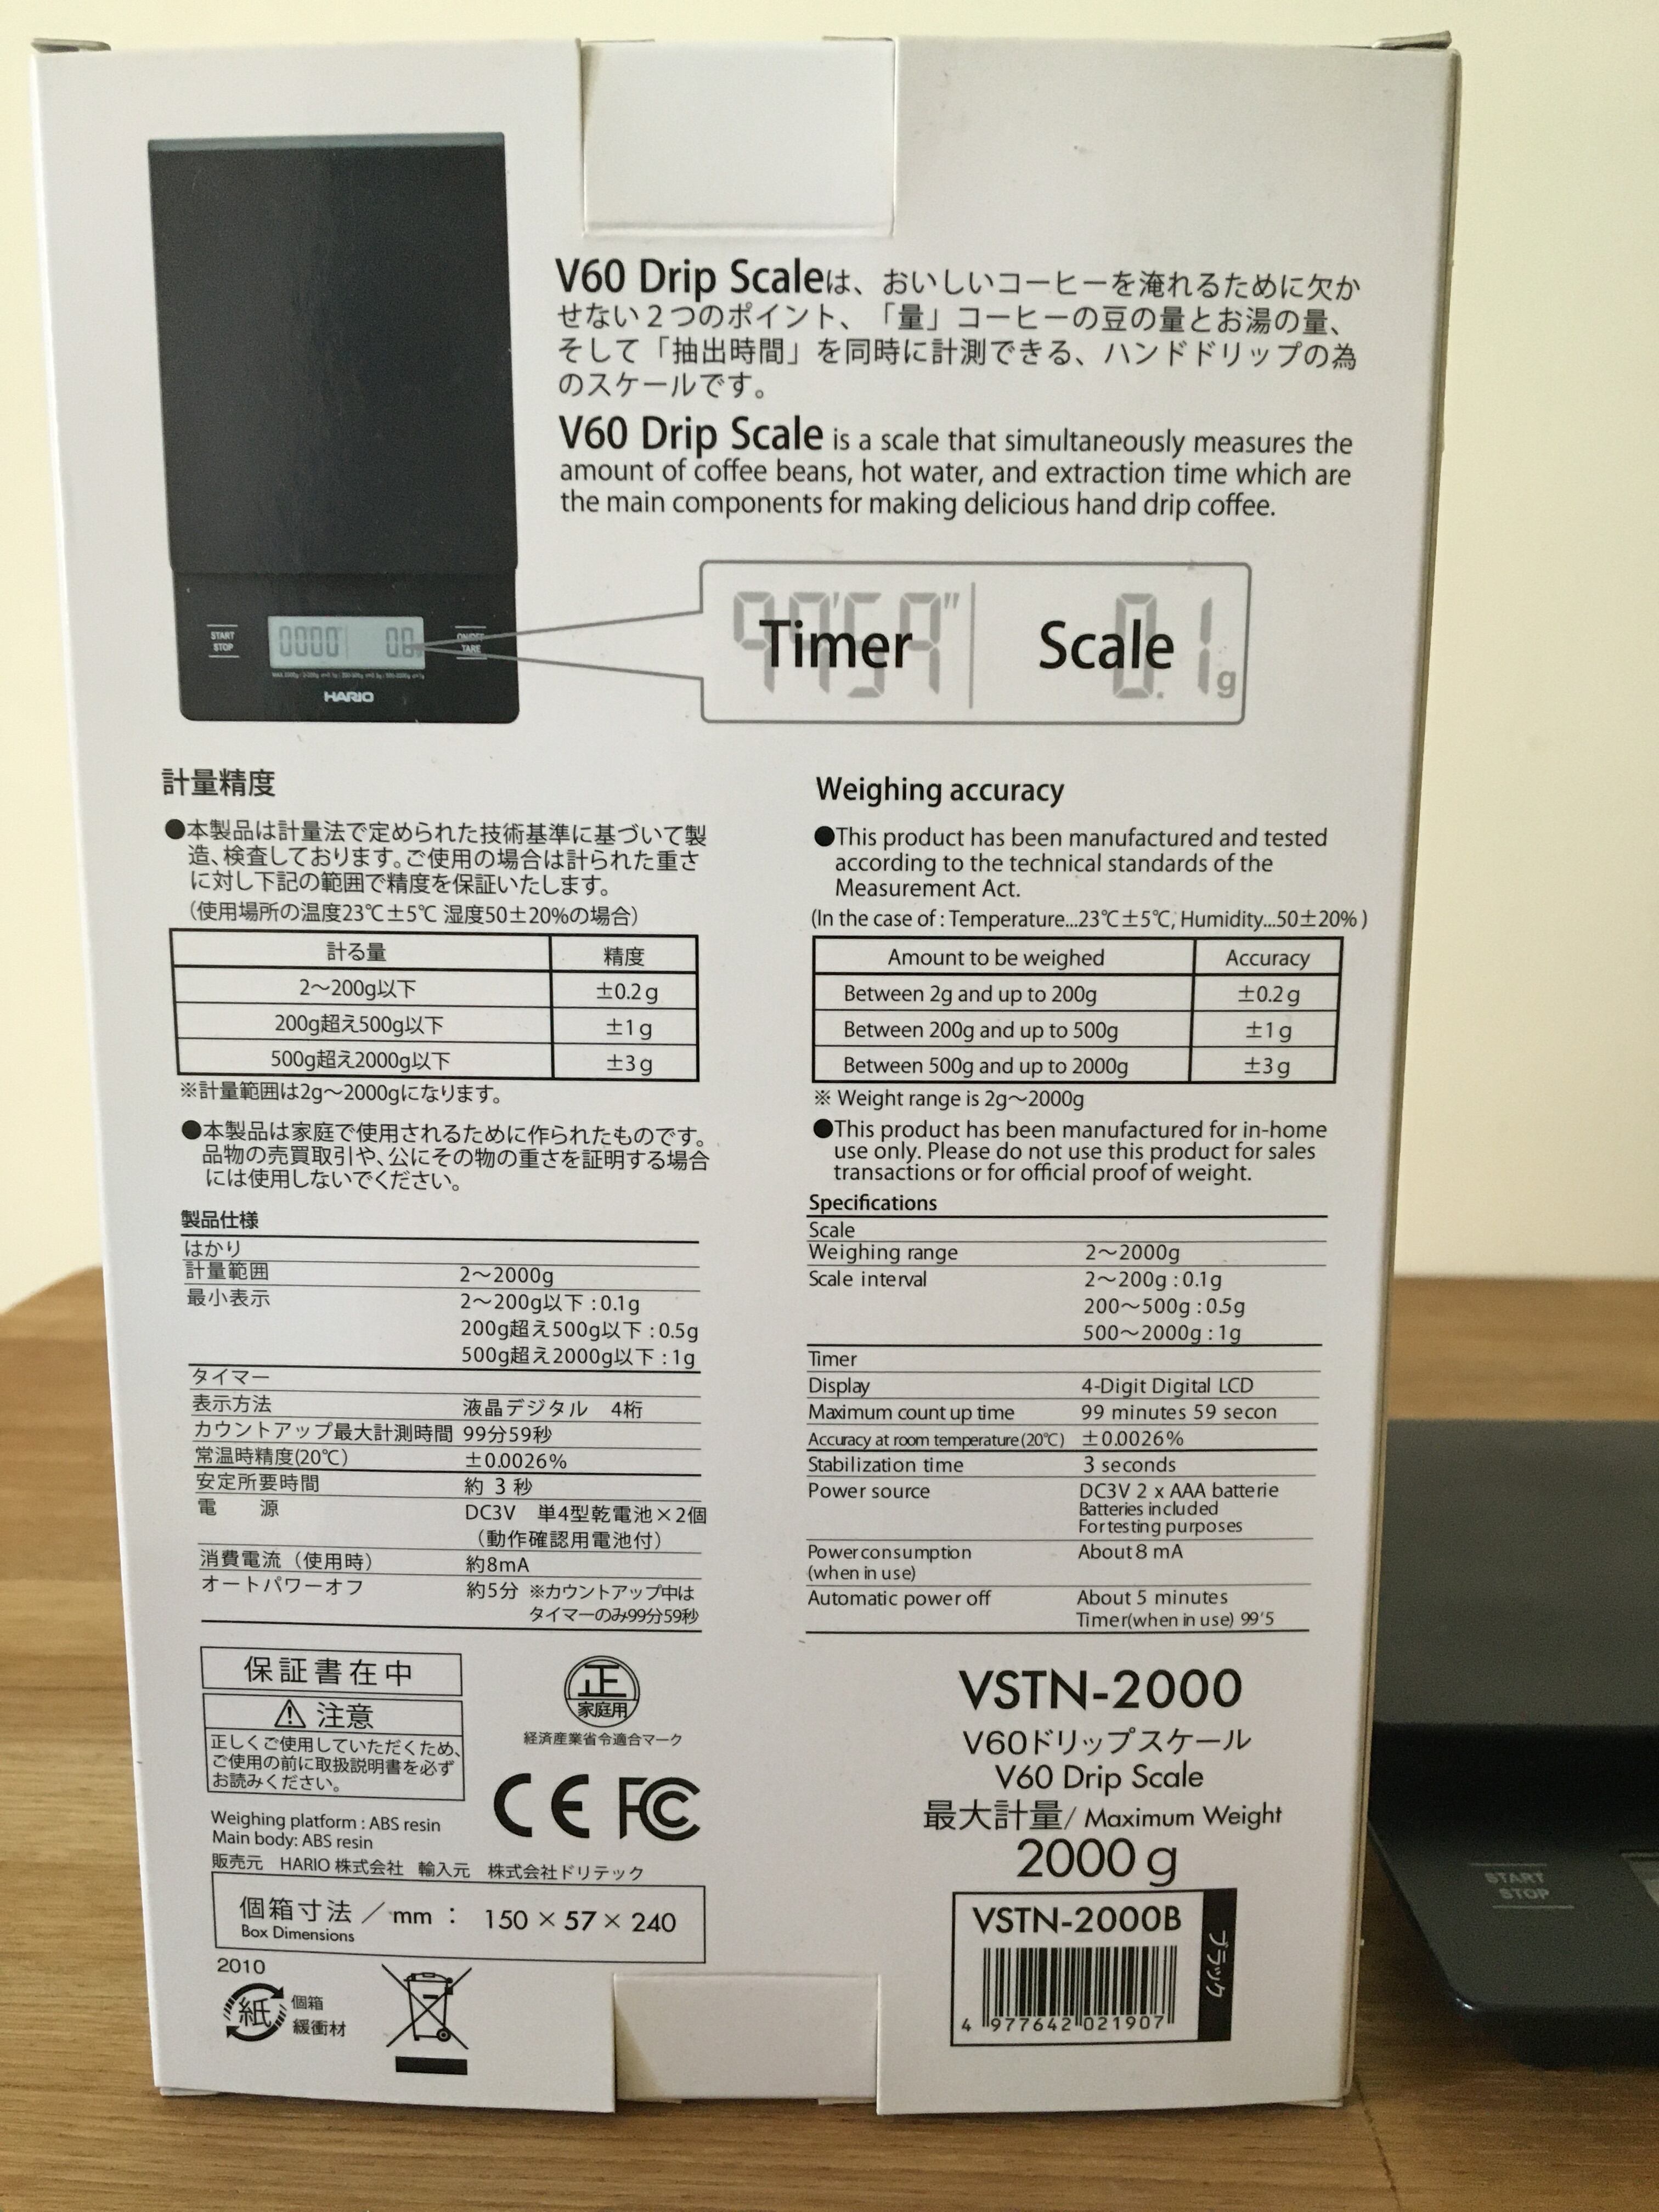 V60 Drip Scaleは、おいしいコーヒーを淹れるために欠か
せない2つのポイント、「量」コーヒーの豆の量とお湯の量、
そして「抽出時間」を同時に計測できる、ハンドドリップの為
のスケールです。
V60 Drip Scale is a scale that simultaneously measures the
amount of coffee beans, hot water, and extraction time which are
the main components for making delicious hand drip coffee.
START
STOP
0000
0.0
ON/OFF
TARE
HARIO
99'59"
Timer
0.1g
Scale
計量精度
●本製品は計量法で定められた技術基準に基づいて製
造、検査しております。ご使用の場合は計られた重さ
に対し下記の範囲で精度を保証いたします。
（使用場所の温度23℃±5℃ 湿度50±20%の場合）
計る量 精度
2〜200g以下 ±0.2g
200g超え500g以下 ±1g
500g超え2000g以下 ±3g
※計量範囲は2g〜2000gになります。
●本製品は家庭で使用されるために作られたものです。
品物の売買取引や、公にその物の重さを証明する場合
には使用しないでください。
製品仕様
はかり
計量範囲 2〜2000g
最小表示 2〜200g以下 : 0.1g
200g超え500g以下 : 0.5g
500g超え2000g以下 : 1g
タイマー
表示方法 液晶デジタル 4桁
カウントアップ最大計測時間 99分59秒
常温時精度(20℃) ±0.0026%
安定所要時間 約 3 秒
電 源 DC3V 単4型乾電池×2個
（動作確認用電池付）
消費電流（使用時） 約8mA
オートパワーオフ 約5分 ※カウントアップ中は
タイマーのみ99分59秒
Weighing accuracy
●This product has been manufactured and tested
according to the technical standards of the
Measurement Act.
(In the case of : Temperature...23℃±5℃, Humidity...50±20% )
Amount to be weighed Accuracy
Between 2g and up to 200g ±0.2g
Between 200g and up to 500g ±1g
Between 500g and up to 2000g ±3g
※ Weight range is 2g〜2000g
●This product has been manufactured for in-home
use only. Please do not use this product for sales
transactions or for official proof of weight.
Specifications
Scale
Weighing range 2〜2000g
Scale interval 2〜200g : 0.1g
200〜500g : 0.5g
500〜2000g : 1g
Timer
Display 4-Digit Digital LCD
Maximum count up time 99 minutes 59 secon
Accuracy at room temperature (20℃) ±0.0026%
Stabilization time 3 seconds
Power source DC3V 2 x AAA batterie
Batteries included
For testing purposes
Power consumption About 8 mA
(when in use)
Automatic power off About 5 minutes
Timer(when in use) 99'5
保証書在中
⚠ 注意
正しくご使用していただくため、
ご使用の前に取扱説明書を必ず
お読みください。
正
家庭用
経済産業省令適合マーク
CE FC
Weighing platform : ABS resin
Main body: ABS resin
販売元 HARIO 株式会社 輸入元 株式会社ドリテック
個箱寸法 ／ mm : 150 × 57 × 240
Box Dimensions
2010
紙
個箱
緩衝材
VSTN-2000
V60ドリップスケール
V60 Drip Scale
最大計量/ Maximum Weight
2000 g
VSTN-2000B
ブラック
4 977642 021907
START
STOP